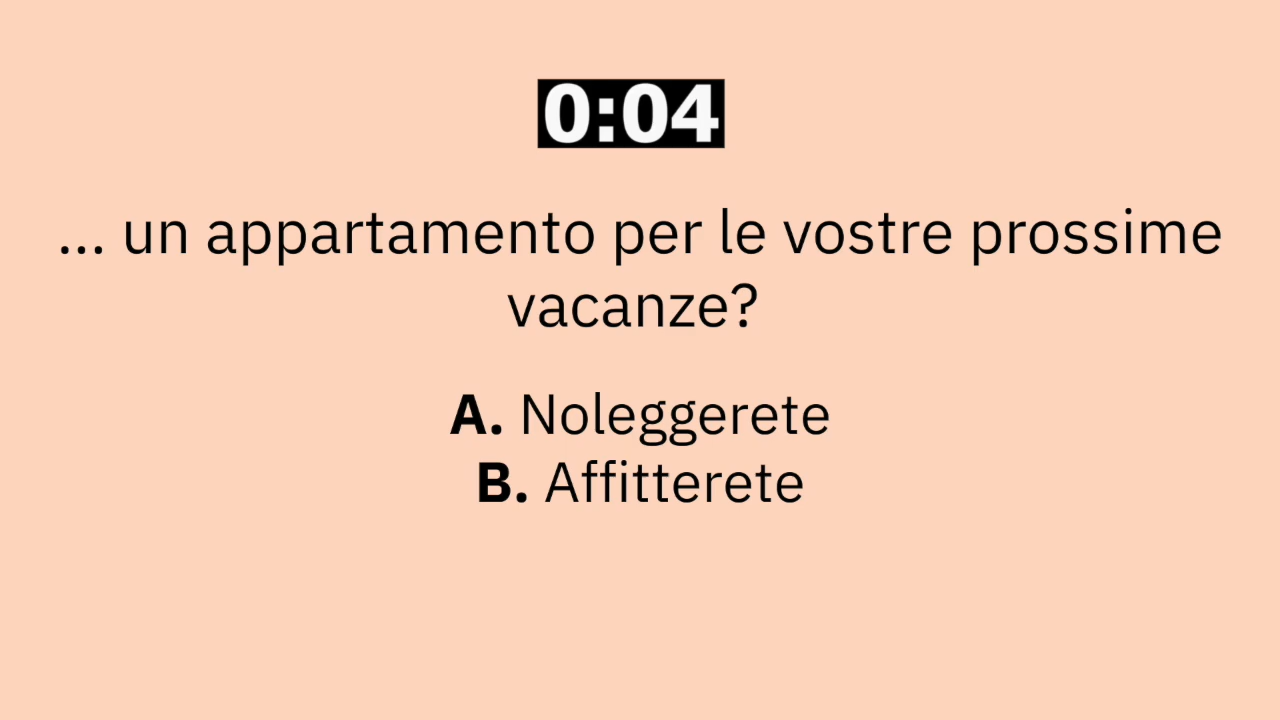 0:04
... un appartamento per le vostre prossime
vacanze?
A. Noleggerete
B. Affitterete